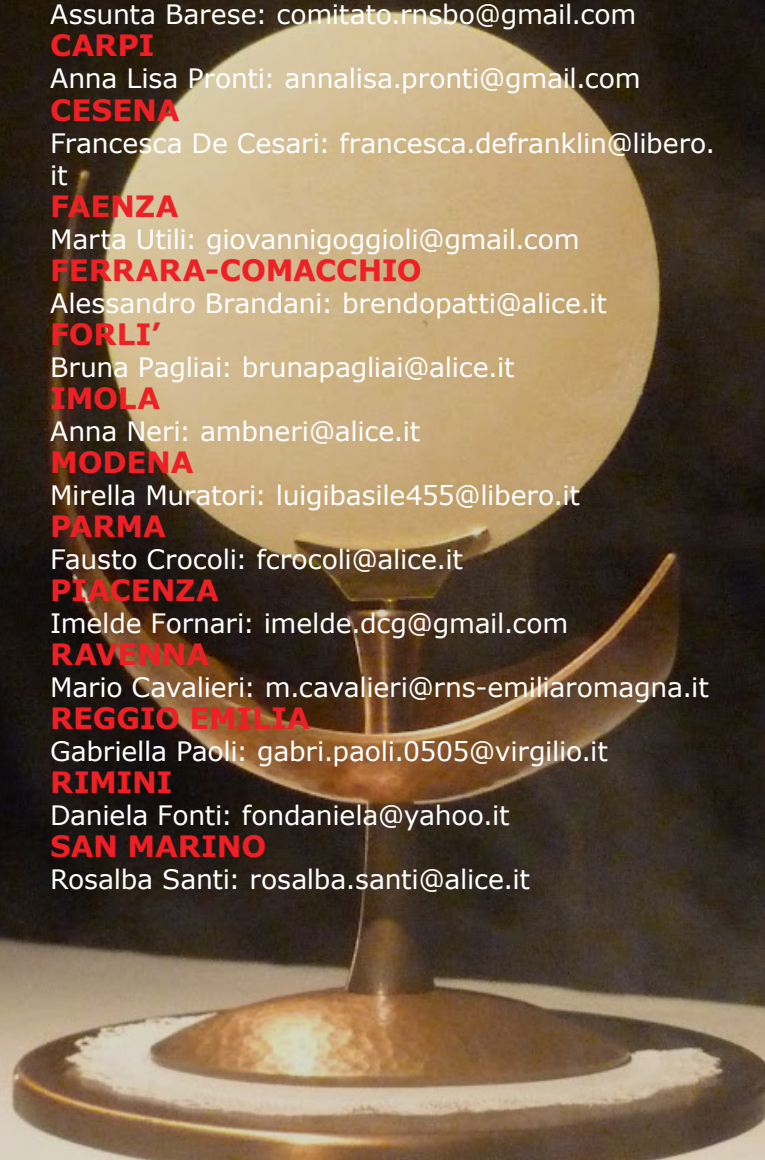 Assunta Barese: comitato.rnsbo@gmail.com
CARPI
Anna Lisa Pronti: annalisa.pronti@gmail.com
CESENA
Francesca De Cesari: francesca.defranklin@libero.
it
FAENZA
Marta Utili: giovannigoggioli@gmail.com
FERRARA-COMACCHIO
Alessandro Brandani: brendopatti@alice.it
FORLI’
Bruna Pagliai: brunapagliai@alice.it
IMOLA
Anna Neri: ambneri@alice.it
MODENA
Mirella Muratori: luigibasile455@libero.it
PARMA
Fausto Crocoli: fcrocoli@alice.it
PIACENZA
Imelde Fornari: imelde.dcg@gmail.com
RAVENNA
Mario Cavalieri: m.cavalieri@rns-emiliaromagna.it
REGGIO EMILIA
Gabriella Paoli: gabri.paoli.0505@virgilio.it
RIMINI
Daniela Fonti: fondaniela@yahoo.it
SAN MARINO
Rosalba Santi: rosalba.santi@alice.it